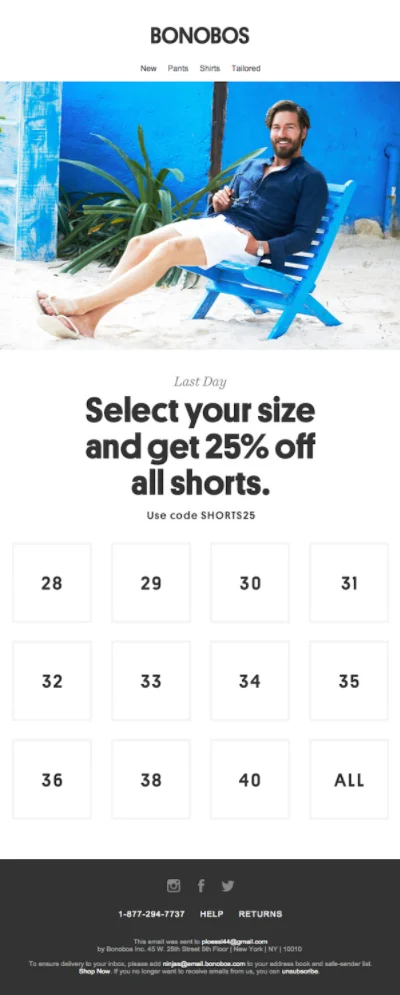 BONOBOS
New Pants Shirts Tailored
Last Day
Select your size
and get 25% off
all shorts.
Use code SHORTS25
28 29 30 31
32 33 34 35
36 38 40 ALL
1-877-294-7737 HELP RETURNS
This email was sent to ploessl44@gmail.com
by Bonobos Inc. 45 W. 25th Street 5th Floor | New York | NY | 10010
To ensure delivery to your inbox, please add ninjas@email.bonobos.com to your address book and safe-sender list.
Shop Now. If you no longer want to receive emails from us, you can unsubscribe.